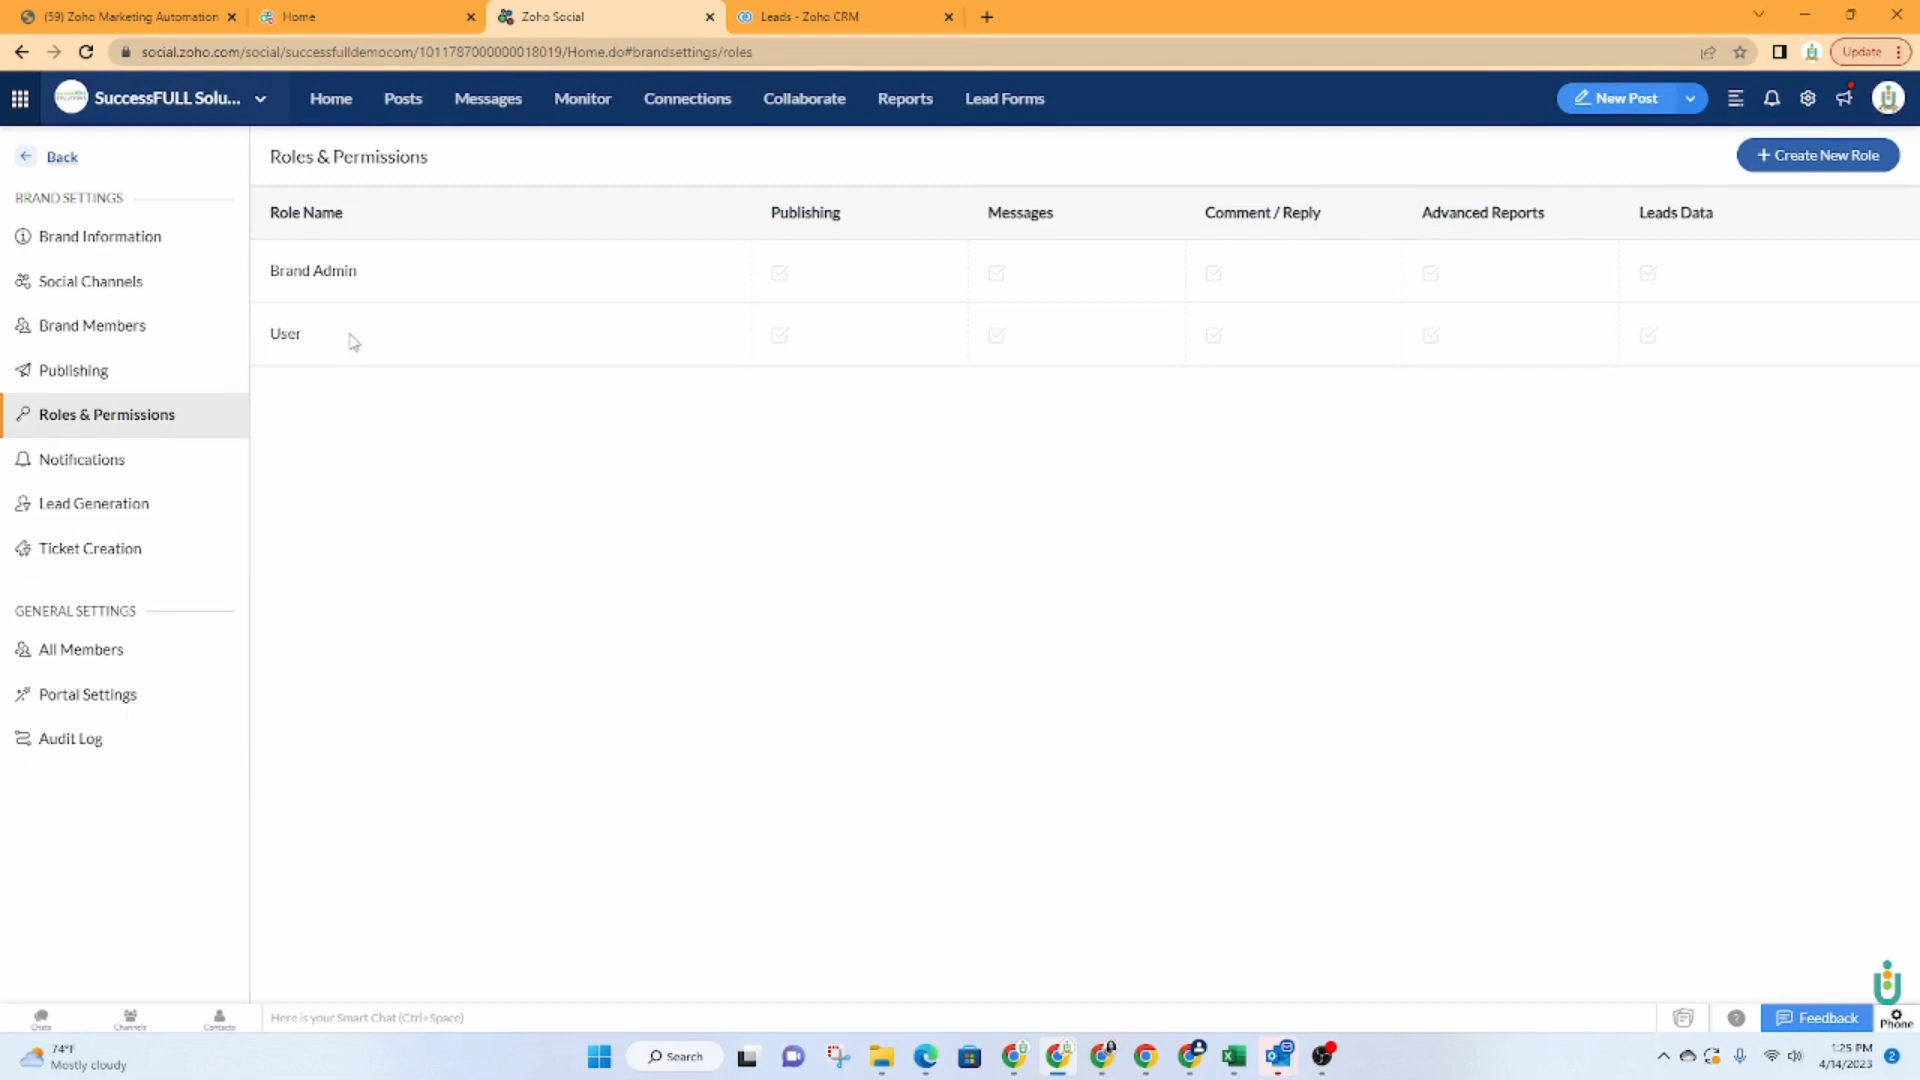 (59) Zoho Marketing Automation
Home
Zoho Social
Leads - Zoho CRM
social.zoho.com/social/successfulldemocom/1011787000000018019/Home.do#brandsettings/roles
Update
SuccessFULL Solu...
Home
Posts
Messages
Monitor
Connections
Collaborate
Reports
Lead Forms
New Post
Back
Roles & Permissions
+ Create New Role
BRAND SETTINGS
Brand Information
Social Channels
Brand Members
Publishing
Roles & Permissions
Notifications
Lead Generation
Ticket Creation
GENERAL SETTINGS
All Members
Portal Settings
Audit Log
Role Name
Publishing
Messages
Comment / Reply
Advanced Reports
Leads Data
Brand Admin
User
Chats
Channels
Contacts
Here is your Smart Chat (Ctrl+Space)
Feedback
Phone
74°F
Mostly cloudy
Search
1:25 PM
4/14/2023
2